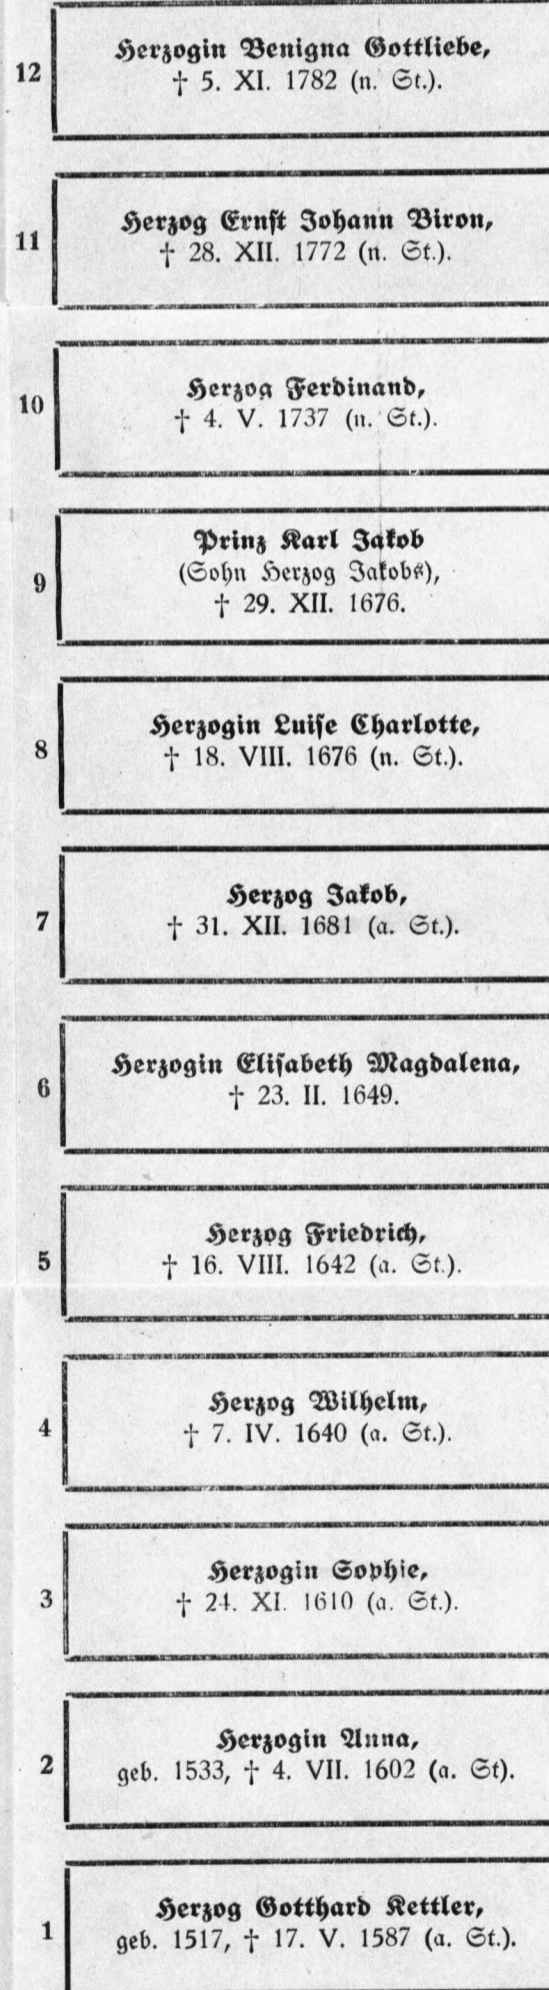 12
Herzogin Benigna Gottliebe,
† 5. XI. 1782 (n. St.).
11
Herzog Ernst Johann Biron,
† 28. XII. 1772 (n. St.).
10
Herzog Ferdinand,
† 4. V. 1737 (n. St.).
9
Prinz Karl Jakob
(Sohn Herzog Jakobs),
† 29. XII. 1676.
8
Herzogin Luise Charlotte,
† 18. VIII. 1676 (n. St.).
7
Herzog Jakob,
† 31. XII. 1681 (a. St.).
6
Herzogin Elisabeth Magdalena,
† 23. II. 1649.
5
Herzog Friedrich,
† 16. VIII. 1642 (a. St.).
4
Herzog Wilhelm,
† 7. IV. 1640 (a. St.).
3
Herzogin Sophie,
† 24. XI. 1610 (a. St.).
2
Herzogin Anna,
geb. 1533, † 4. VII. 1602 (a. St).
1
Herzog Gotthard Kettler,
geb. 1517, † 17. V. 1587 (a. St.).